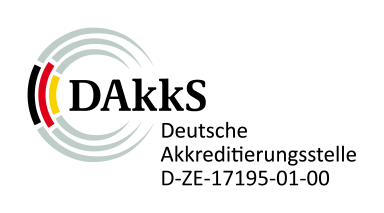 DAkkS
Deutsche
Akkreditierungsstelle
D-ZE-17195-01-00